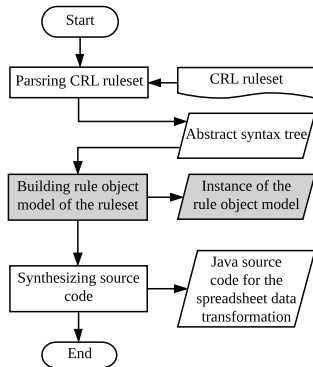 Start
Parsring CRL ruleset
CRL ruleset
Abstract syntax tree
Building rule object
model of the ruleset
Instance of the
rule object model
Synthesizing source
code
Java source
code for the
spreadsheet data
transformation
End